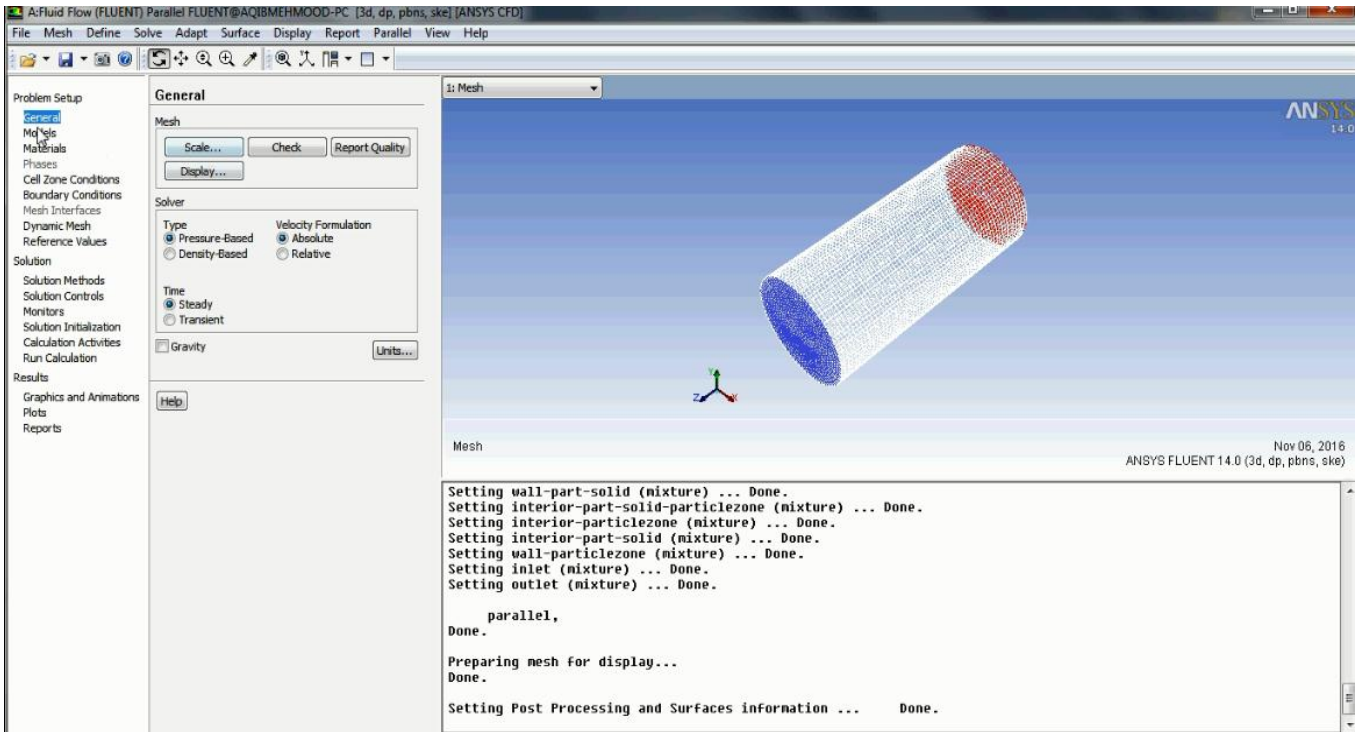 A:Fluid Flow (FLUENT) Parallel FLUENT@AQIBMEHMOOD-PC [3d, dp, pbns, ske] [ANSYS CFD]
File Mesh Define Solve Adapt Surface Display Report Parallel View Help
Problem Setup
General
Models
Materials
Phases
Cell Zone Conditions
Boundary Conditions
Mesh Interfaces
Dynamic Mesh
Reference Values
Solution
Solution Methods
Solution Controls
Monitors
Solution Initialization
Calculation Activities
Run Calculation
Results
Graphics and Animations
Plots
Reports
General
Mesh
Scale... Check Report Quality
Display...
Solver
Type Velocity Formulation
Pressure-Based Absolute
Density-Based Relative
Time
Steady
Transient
Gravity Units...
Help
1: Mesh
ANSYS
14.0
Y
Z X
Mesh Nov 06, 2016
ANSYS FLUENT 14.0 (3d, dp, pbns, ske)
Setting wall-part-solid (mixture) ... Done.
Setting interior-part-solid-particlezone (mixture) ... Done.
Setting interior-particlezone (mixture) ... Done.
Setting interior-part-solid (mixture) ... Done.
Setting wall-particlezone (mixture) ... Done.
Setting inlet (mixture) ... Done.
Setting outlet (mixture) ... Done.
parallel,
Done.
Preparing mesh for display...
Done.
Setting Post Processing and Surfaces information ... Done.